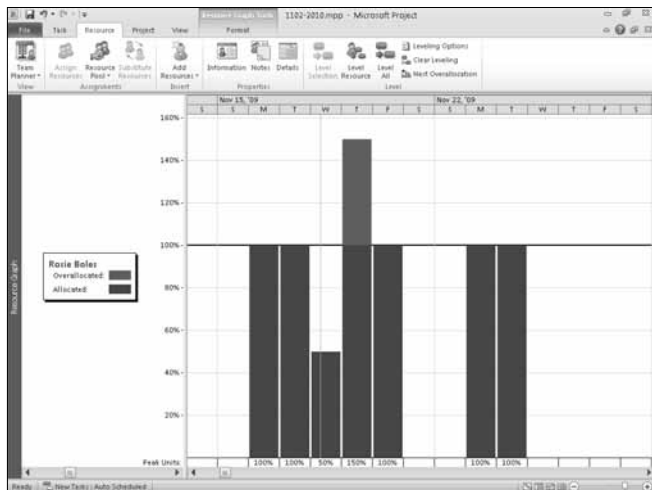 Resource Graph Tools
1102-2010.mpp - Microsoft Project
File Task Resource Project View Format
Team Planner
Assign Resources
Resource Pool
Substitute Resources
Add Resources
Information Notes Details
Level Selection
Level Resource
Level All
Leveling Options
Clear Leveling
Next Overallocation
View Assignments Insert Properties Level
Nov 15, '09 Nov 22, '09
S S M T W T F S S M T W T F S
160%
140%
120%
100%
80%
60%
40%
20%
Resource Graph
Rosie Boles
Overallocated:
Allocated:
Peak Units: 100% 100% 50% 150% 100% 100% 100%
Ready New Tasks : Auto Scheduled